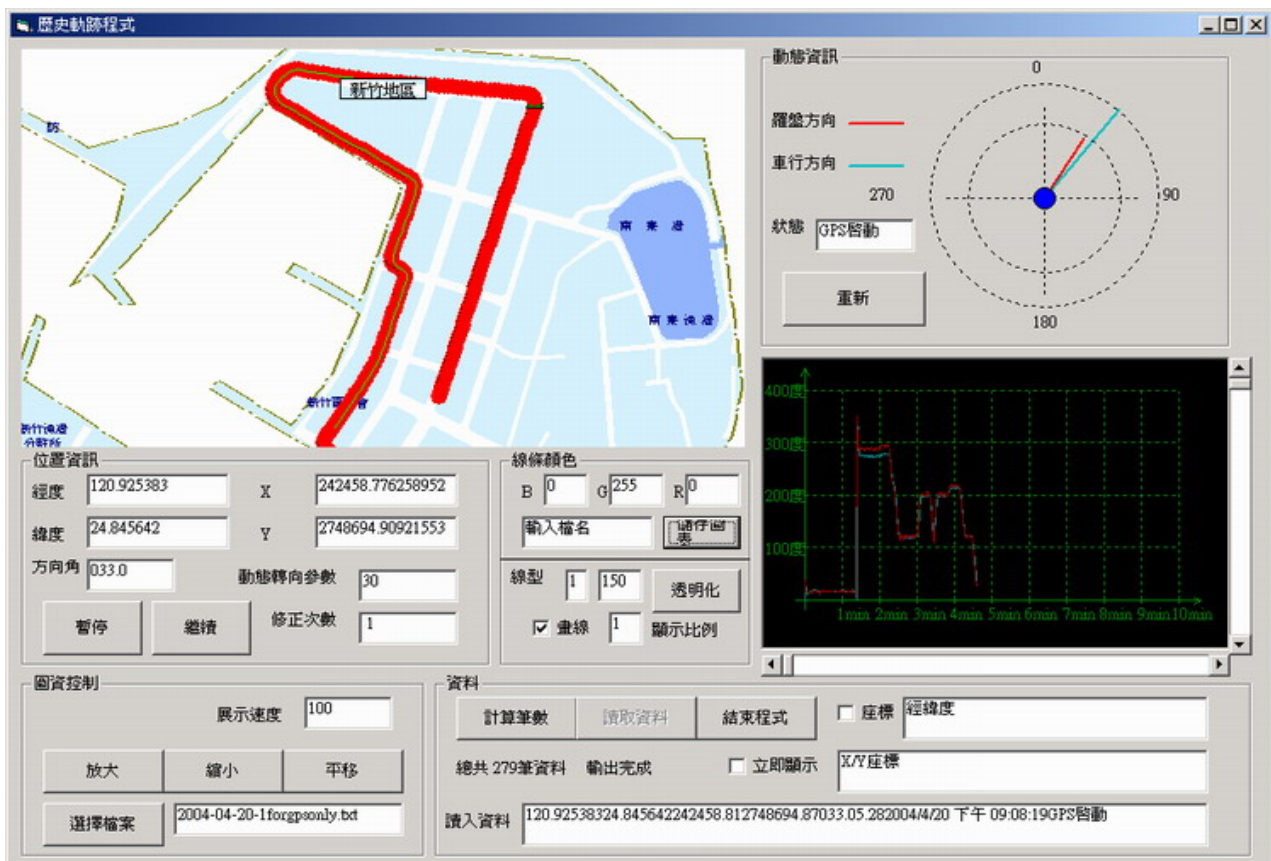 歷史軌跡程式
新竹地區
南 寮 港
南 寮 漁 港
新竹漁港
位置資訊
經度 120.925383 X 242458.776258952
緯度 24.845642 Y 2748694.90921553
方向角 033.0
動態轉向參數 30
暫停 繼續 修正次數 1
線條顏色
B 0 G 255 R 0
輸入檔名
線型 1 150 透明化
畫線 1 顯示比例
動態資訊
0
羅盤方向
車行方向
270
90
狀態 GPS啟動
重新
180
400度
300度
200度
100度
1min 2min 3min 4min 5min 6min 7min 8min 9min 10min
圖資控制
展示速度 100
放大 縮小 平移
選擇檔案 2004-04-20-1forgpsonly.txt
資料
計算筆數 讀取資料 結束程式 座標 經緯度
總共 279筆資料 輸出完成 立即顯示 X/Y座標
讀入資料 120.92538324.845642242458.812748694.87033.05.282004/4/20 下午 09:08:19GPS啟動